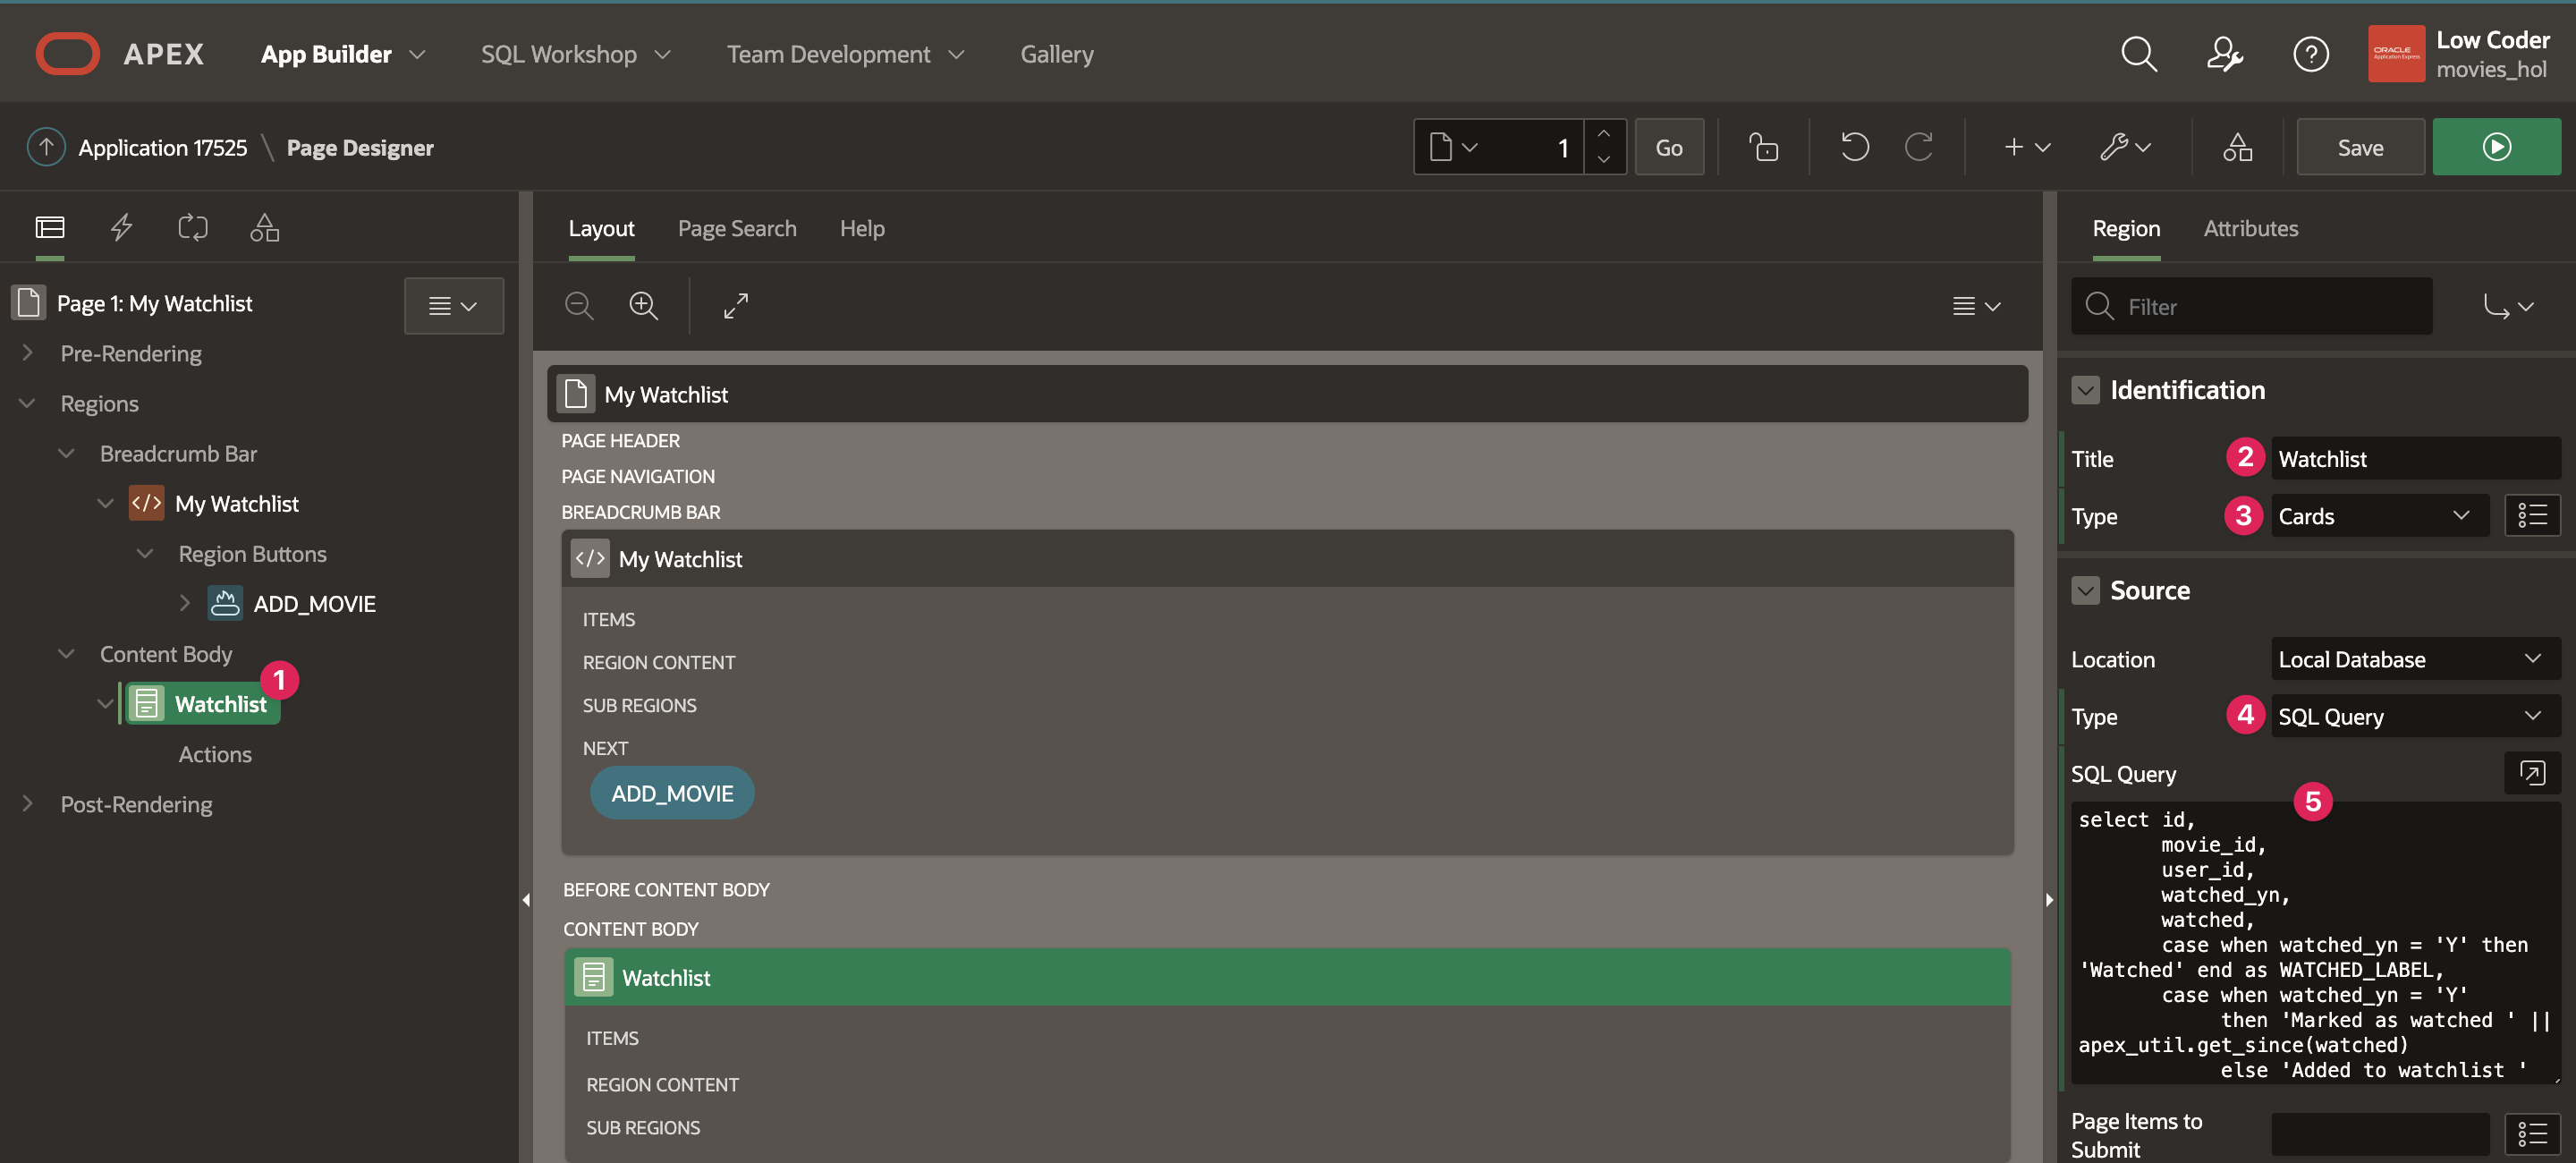 APEX
App Builder
SQL Workshop
Team Development
Gallery
ORACLE
Application Express
Low Coder
movies_hol
Application 17525 \ Page Designer
1
Go
Save
Page 1: My Watchlist
Pre-Rendering
Regions
Breadcrumb Bar
</> My Watchlist
Region Buttons
ADD_MOVIE
Content Body
1
Watchlist
Actions
Post-Rendering
Layout
Page Search
Help
My Watchlist
PAGE HEADER
PAGE NAVIGATION
BREADCRUMB BAR
</> My Watchlist
ITEMS
REGION CONTENT
SUB REGIONS
NEXT
ADD_MOVIE
BEFORE CONTENT BODY
CONTENT BODY
Watchlist
ITEMS
REGION CONTENT
SUB REGIONS
Region
Attributes
Filter
Identification
Title 2 Watchlist
Type 3 Cards
Source
Location Local Database
Type 4 SQL Query
SQL Query
5
select id,
movie_id,
user_id,
watched_yn,
watched,
case when watched_yn = 'Y' then
'Watched' end as WATCHED_LABEL,
case when watched_yn = 'Y'
then 'Marked as watched ' ||
apex_util.get_since(watched)
else 'Added to watchlist '
Page Items to
Submit